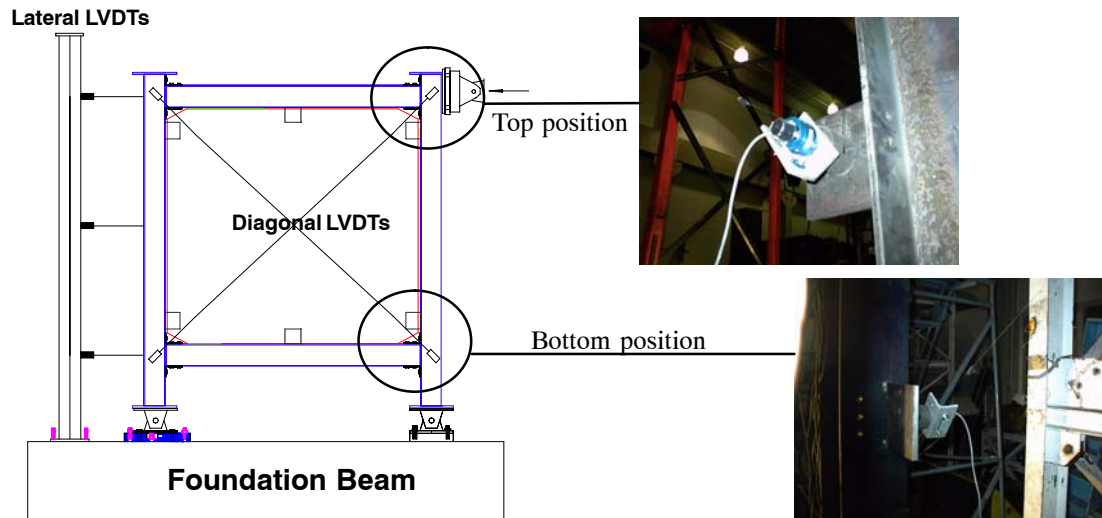 Lateral LVDTs
Top position
Diagonal LVDTs
Bottom position
Foundation Beam